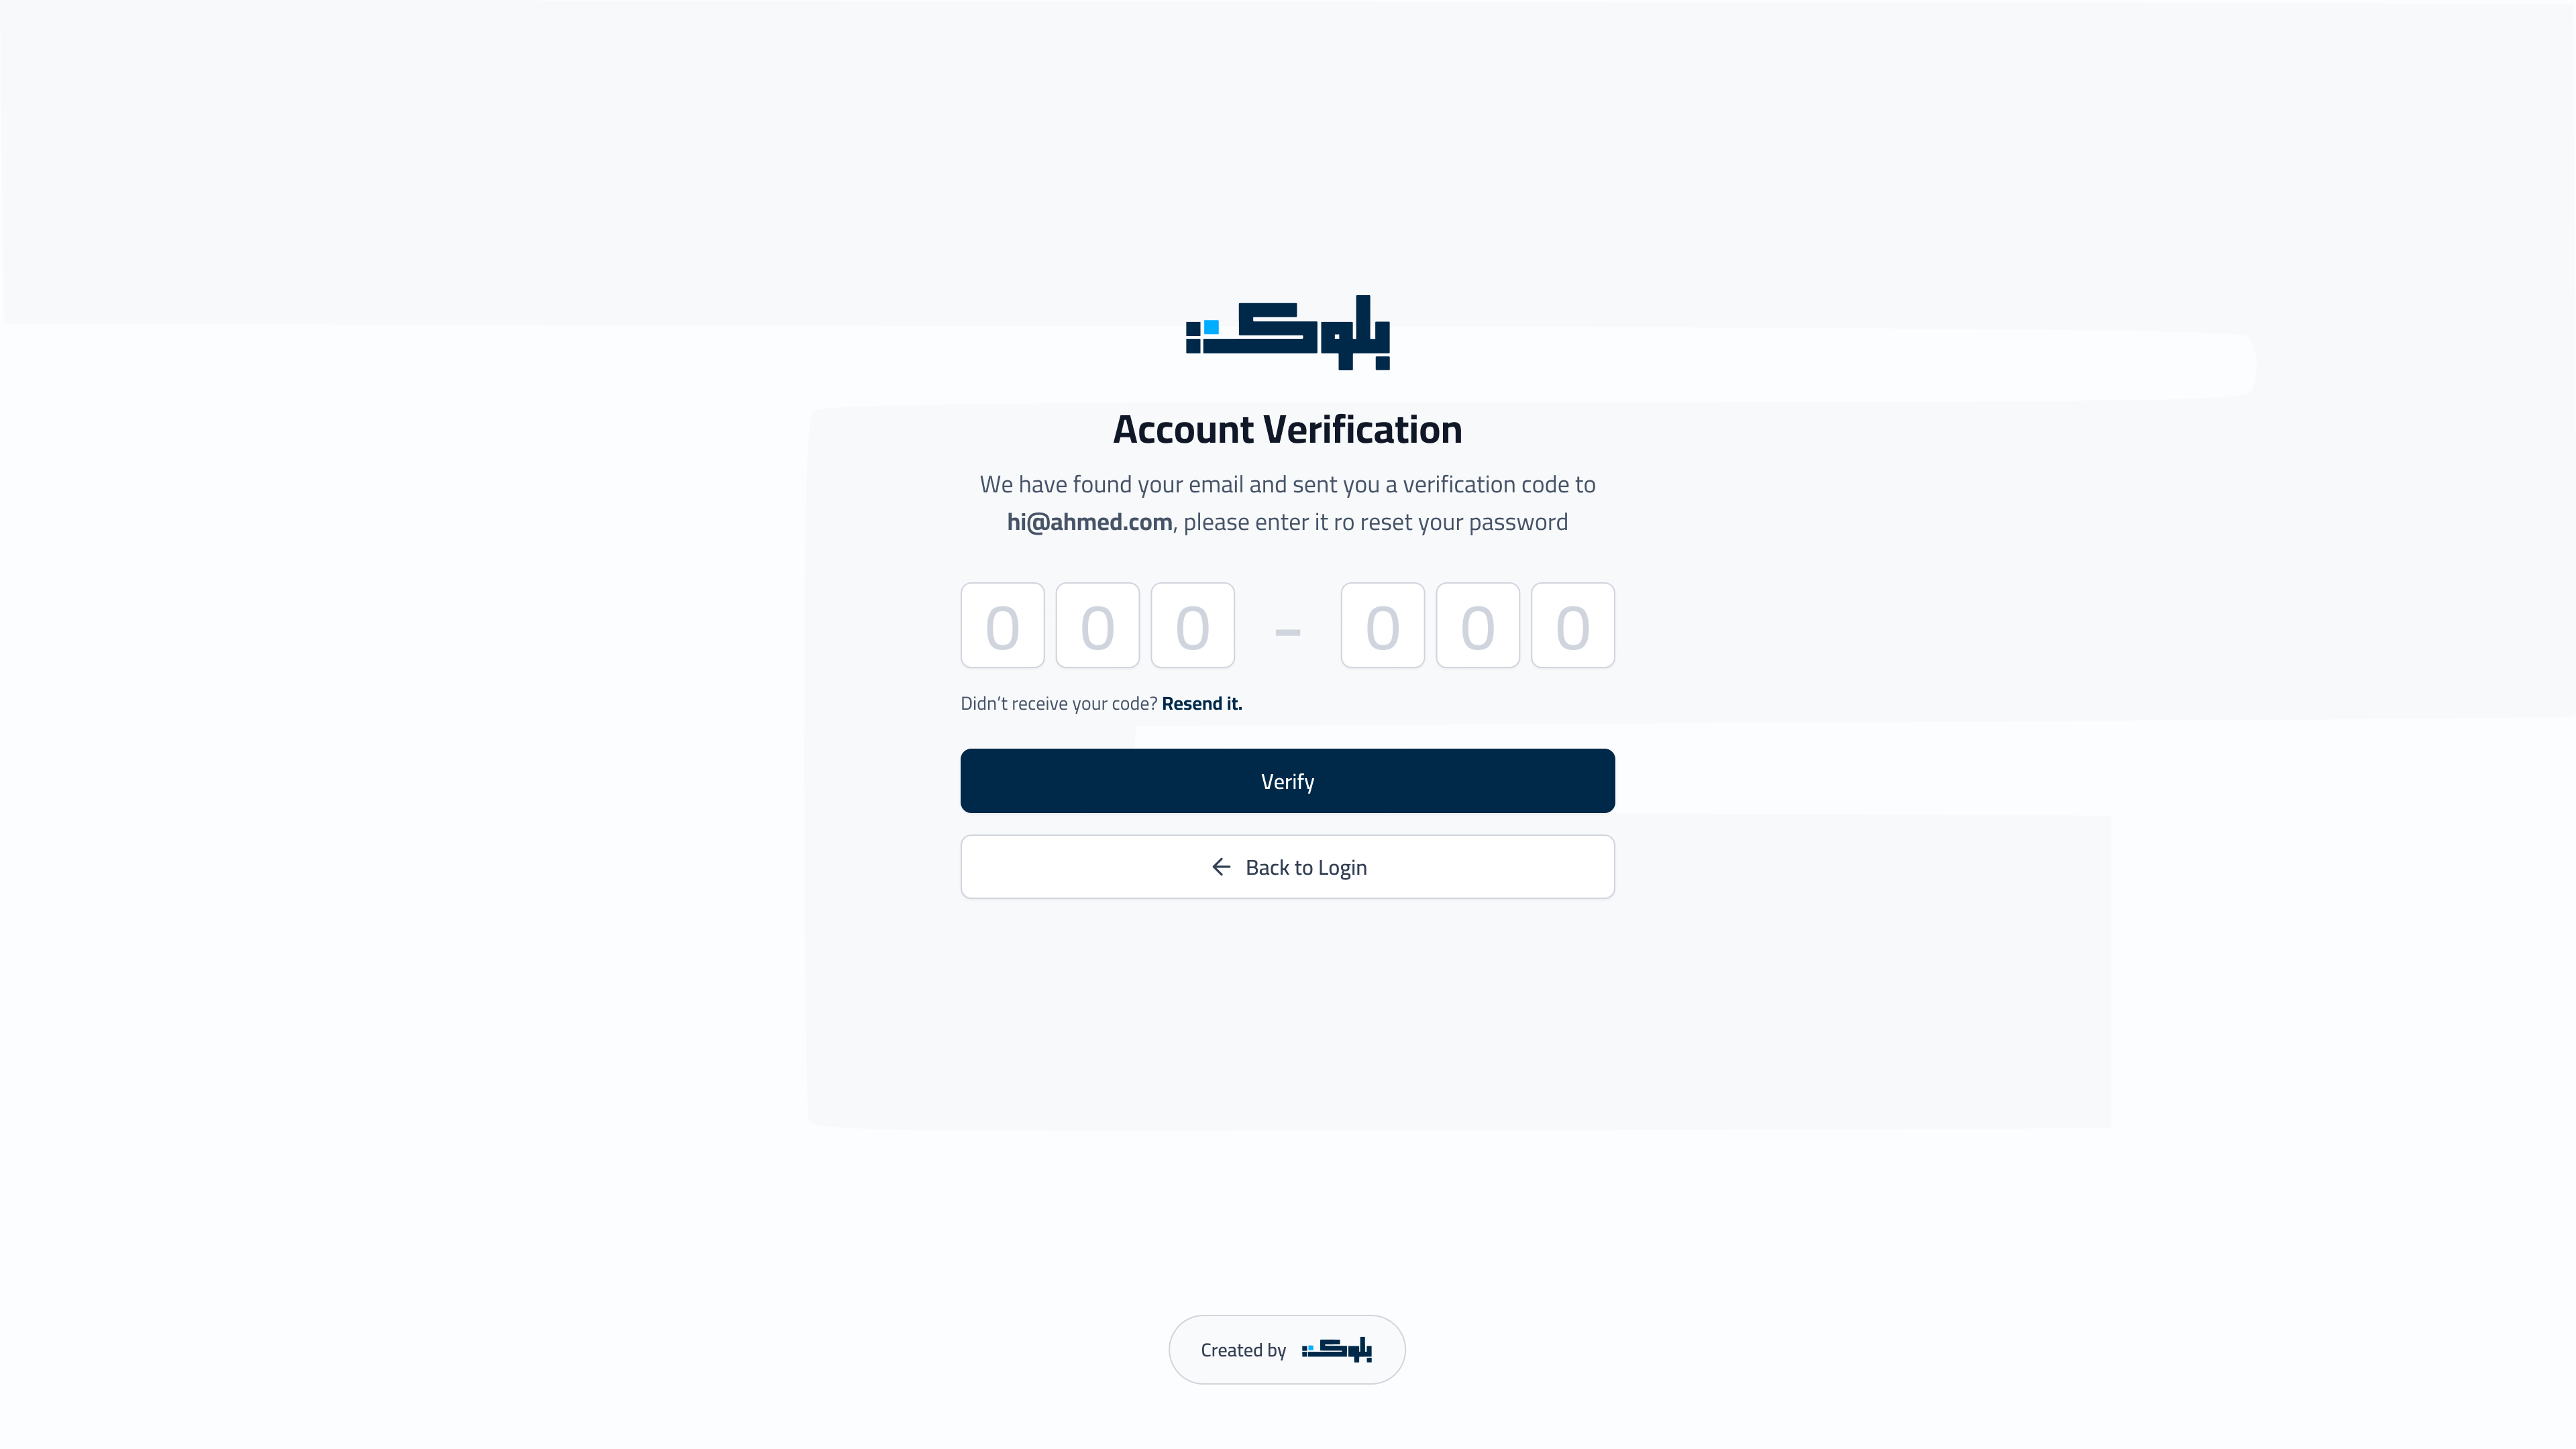 بلوك
Account Verification
We have found your email and sent you a verification code to
hi@ahmed.com, please enter it ro reset your password
0 0 0 - 0 0 0
Didn’t receive your code? Resend it.
Verify
Back to Login
Created by بلوك